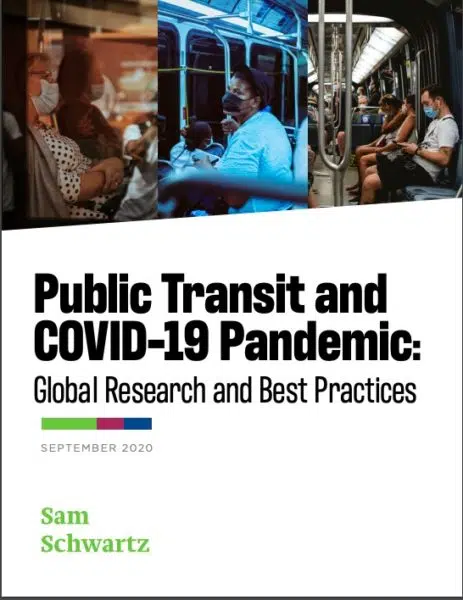 Public Transit and
COVID-19 Pandemic:
Global Research and Best Practices
SEPTEMBER 2020
Sam
Schwartz